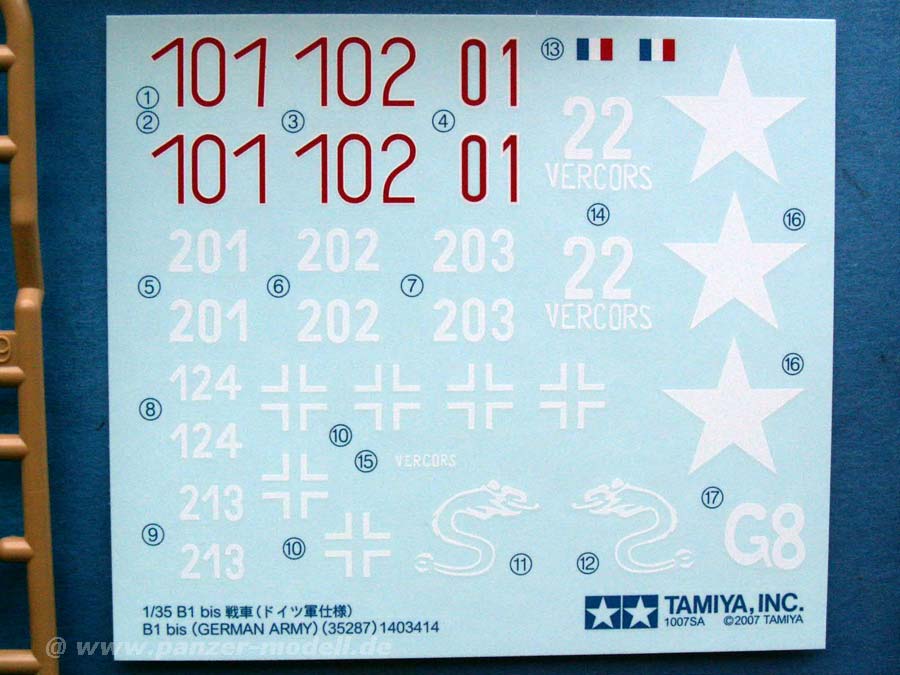 101 102 01 ⑬
①
② ③ ④
22
VERCORS
101 102 01
⑭ ⑯
201 202 203
⑤ ⑥ ⑦
22
VERCORS
201 202 203
⑯
124
⑧
124
⑩
⑮ VERCORS
213
⑰
G8
⑨ ⑩ ⑪ ⑫
213
1/35 B1 bis 戦車(ドイツ軍仕様)
B1 bis (GERMAN ARMY) (35287) 1403414
TAMIYA, INC.
1007SA ©2007 TAMIYA
@ www.panzer-modell.de